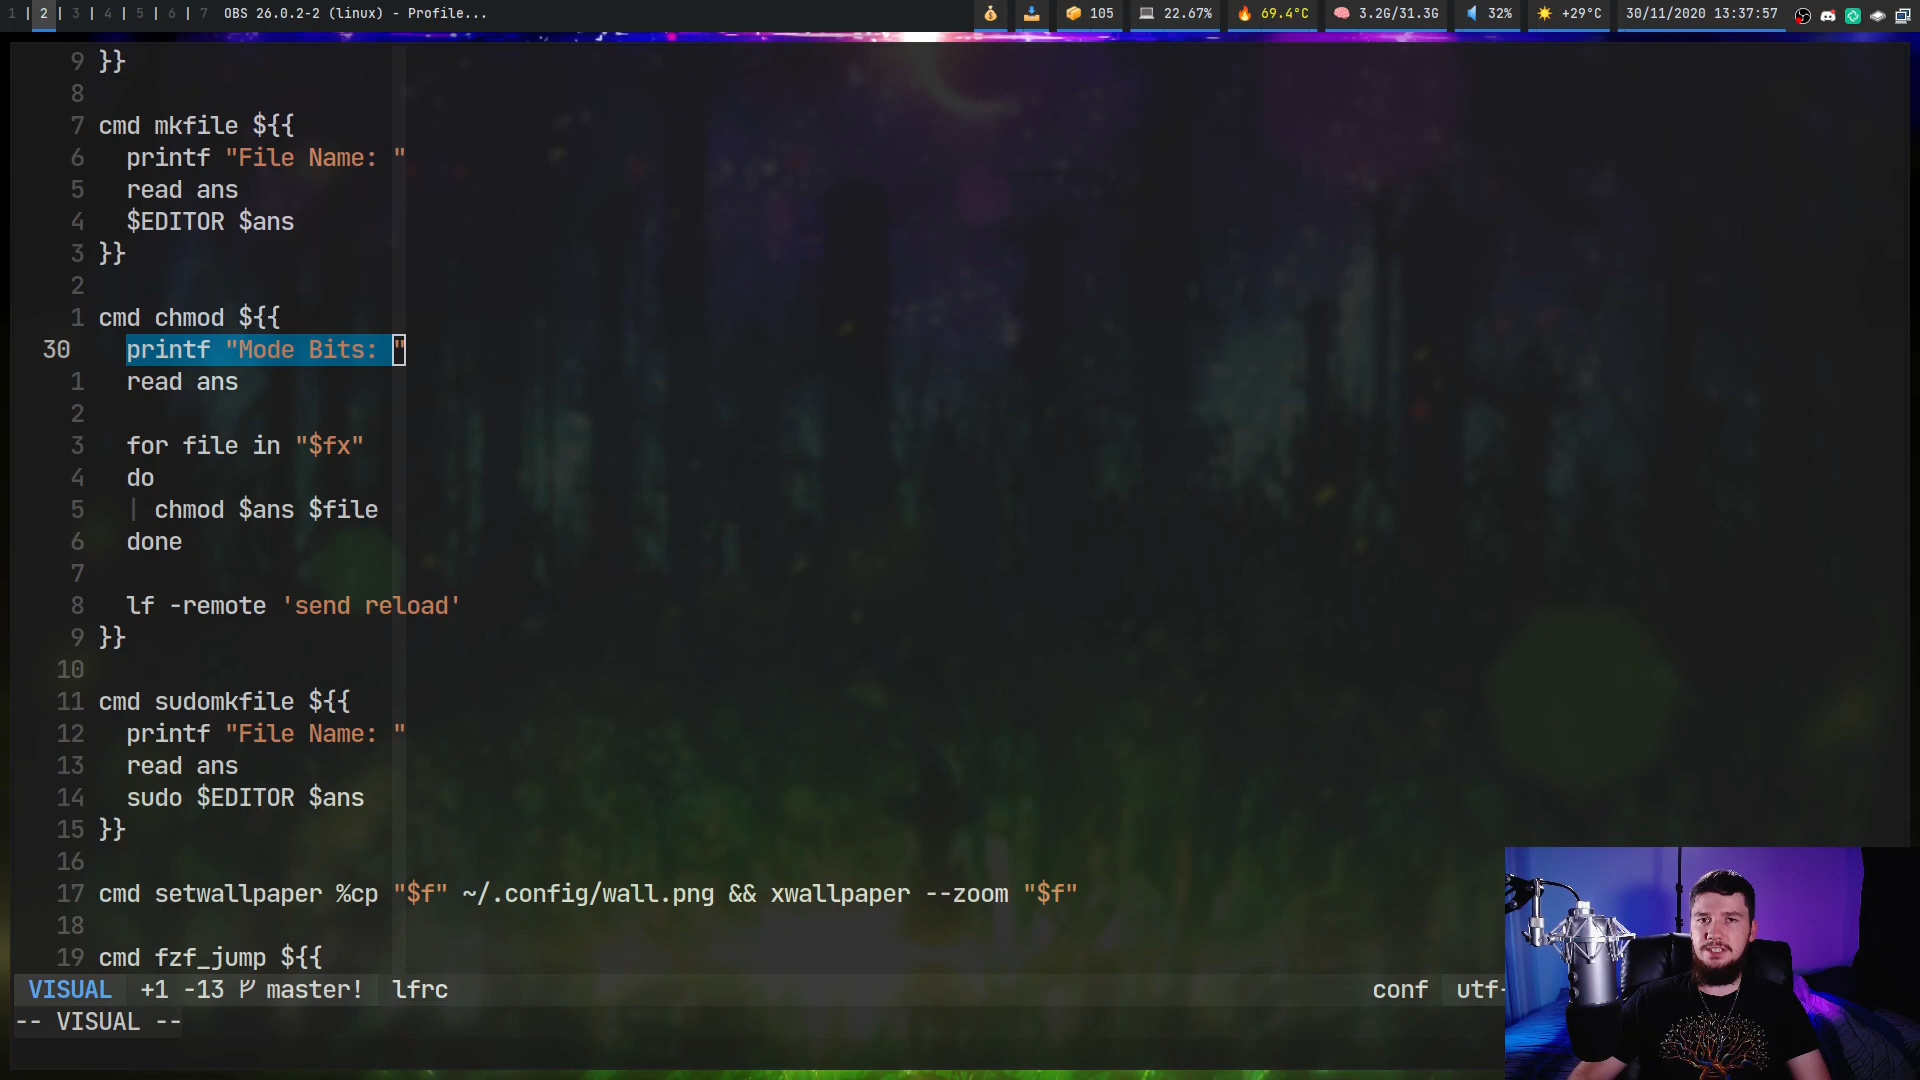 1 | 2 | 3 | 4 | 5 | 6 | 7 OBS 26.0.2-2 (linux) - Profile... 105 22.67% 69.4°C 3.2G/31.3G 32% +29°C 30/11/2020 13:37:57
9 }}
8
7 cmd mkfile ${{
6 printf "File Name: "
5 read ans
4 $EDITOR $ans
3 }}
2
1 cmd chmod ${{
30 printf "Mode Bits: "
1 read ans
2
3 for file in "$fx"
4 do
5 | chmod $ans $file
6 done
7
8 lf -remote 'send reload'
9 }}
10
11 cmd sudomkfile ${{
12 printf "File Name: "
13 read ans
14 sudo $EDITOR $ans
15 }}
16
17 cmd setwallpaper %cp "$f" ~/.config/wall.png && xwallpaper --zoom "$f"
18
19 cmd fzf_jump ${{
VISUAL +1 -13 master! lfrc conf utf-
-- VISUAL --